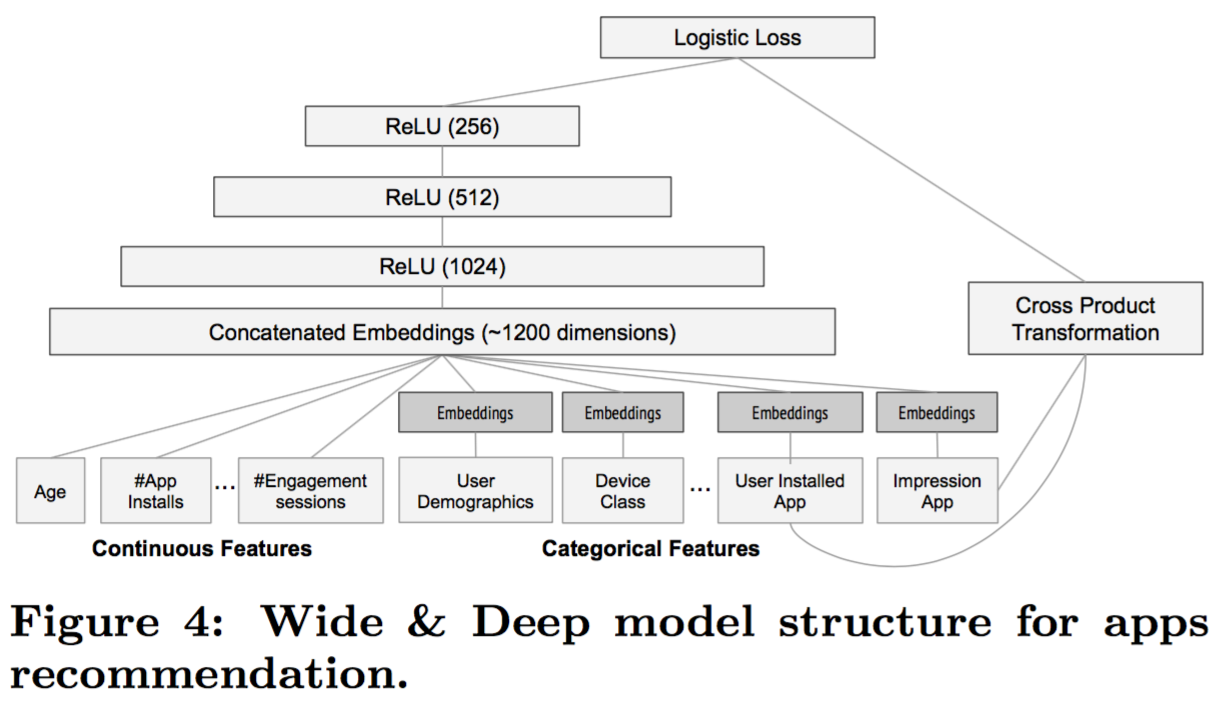 Logistic Loss
ReLU (256)
ReLU (512)
ReLU (1024)
Concatenated Embeddings (~1200 dimensions)
Cross Product
Transformation
Embeddings
Embeddings
Embeddings
Embeddings
Age
#App
Installs
...
#Engagement
sessions
User
Demographics
Device
Class
...
User Installed
App
Impression
App
Continuous Features
Categorical Features
Figure 4: Wide & Deep model structure for apps
recommendation.